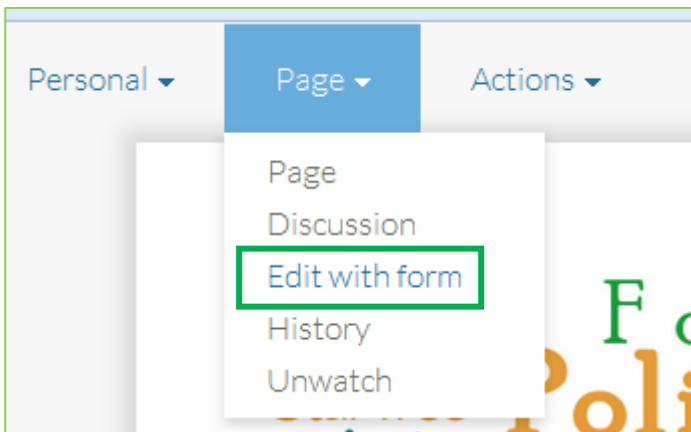 Personal Page Actions
Page
Discussion
Edit with form
History
Unwatch